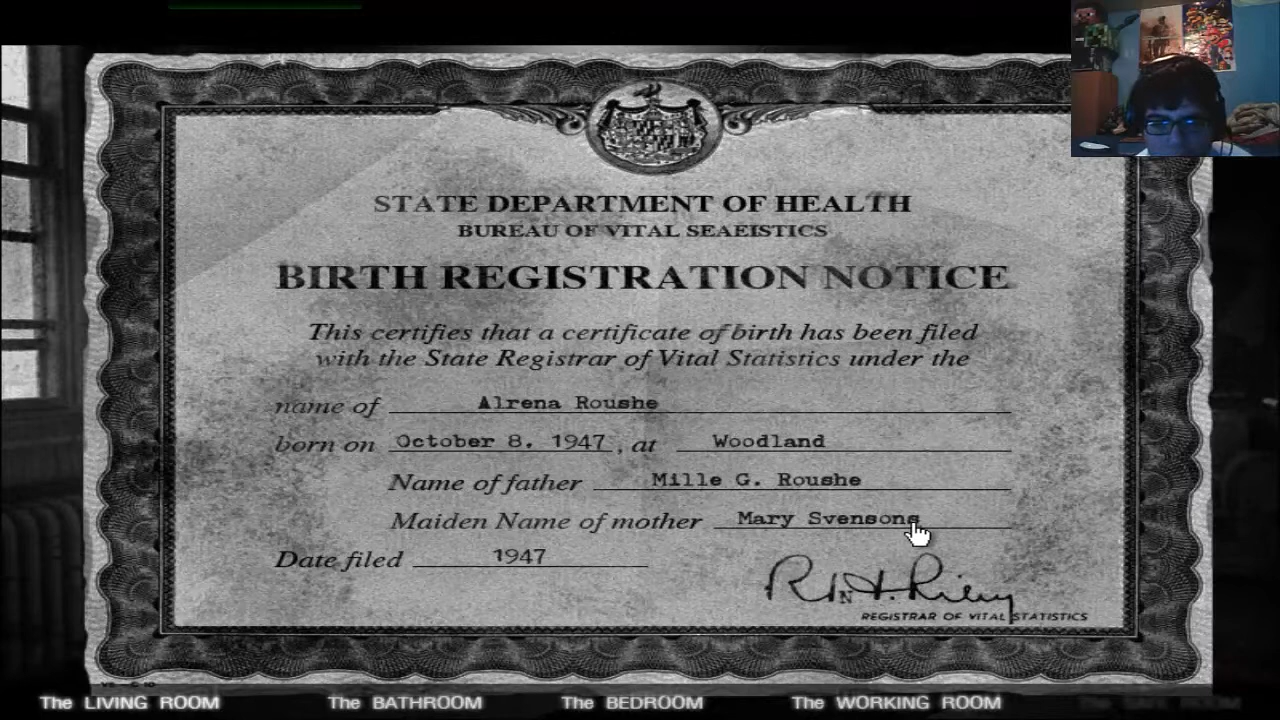 STATE DEPARTMENT OF HEALTH
BUREAU OF VITAL SEAEISTICS
BIRTH REGISTRATION NOTICE
This certifies that a certificate of birth has been filed
with the State Registrar of Vital Statistics under the
name of Alrena Roushe
born on October 8. 1947, at Woodland
Name of father Mille G. Roushe
Maiden Name of mother Mary Svensons
Date filed 1947
REGISTRAR OF VITAL STATISTICS
The LIVING ROOM The BATHROOM The BEDROOM The WORKING ROOM